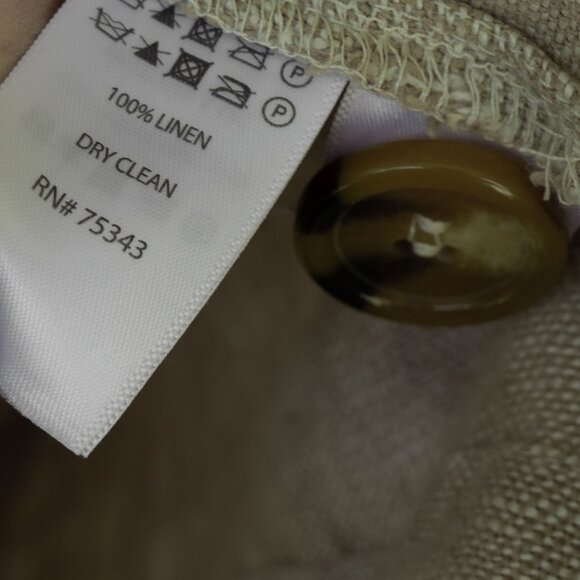 P
P
100% LINEN
DRY CLEAN
RN# 75343